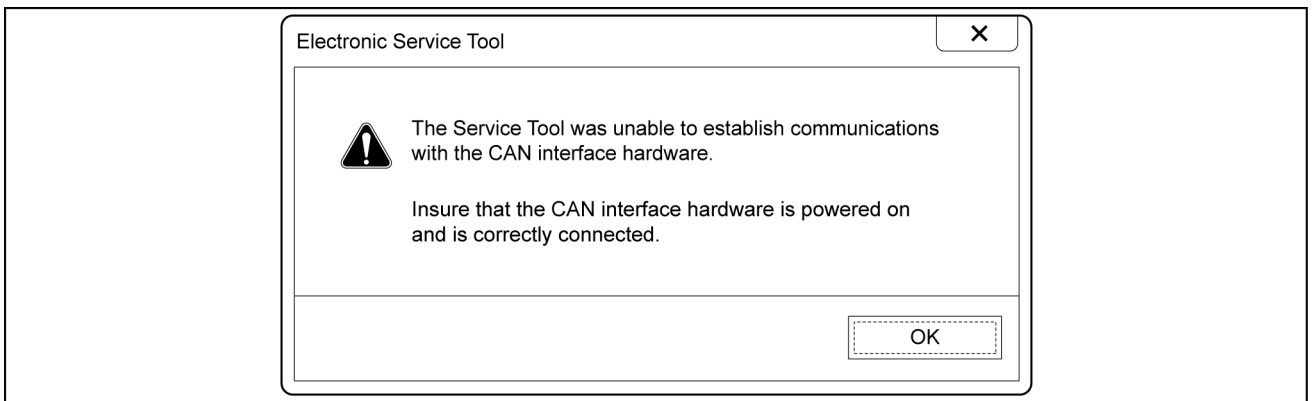 Electronic Service Tool
The Service Tool was unable to establish communications
with the CAN interface hardware.
Insure that the CAN interface hardware is powered on
and is correctly connected.
OK